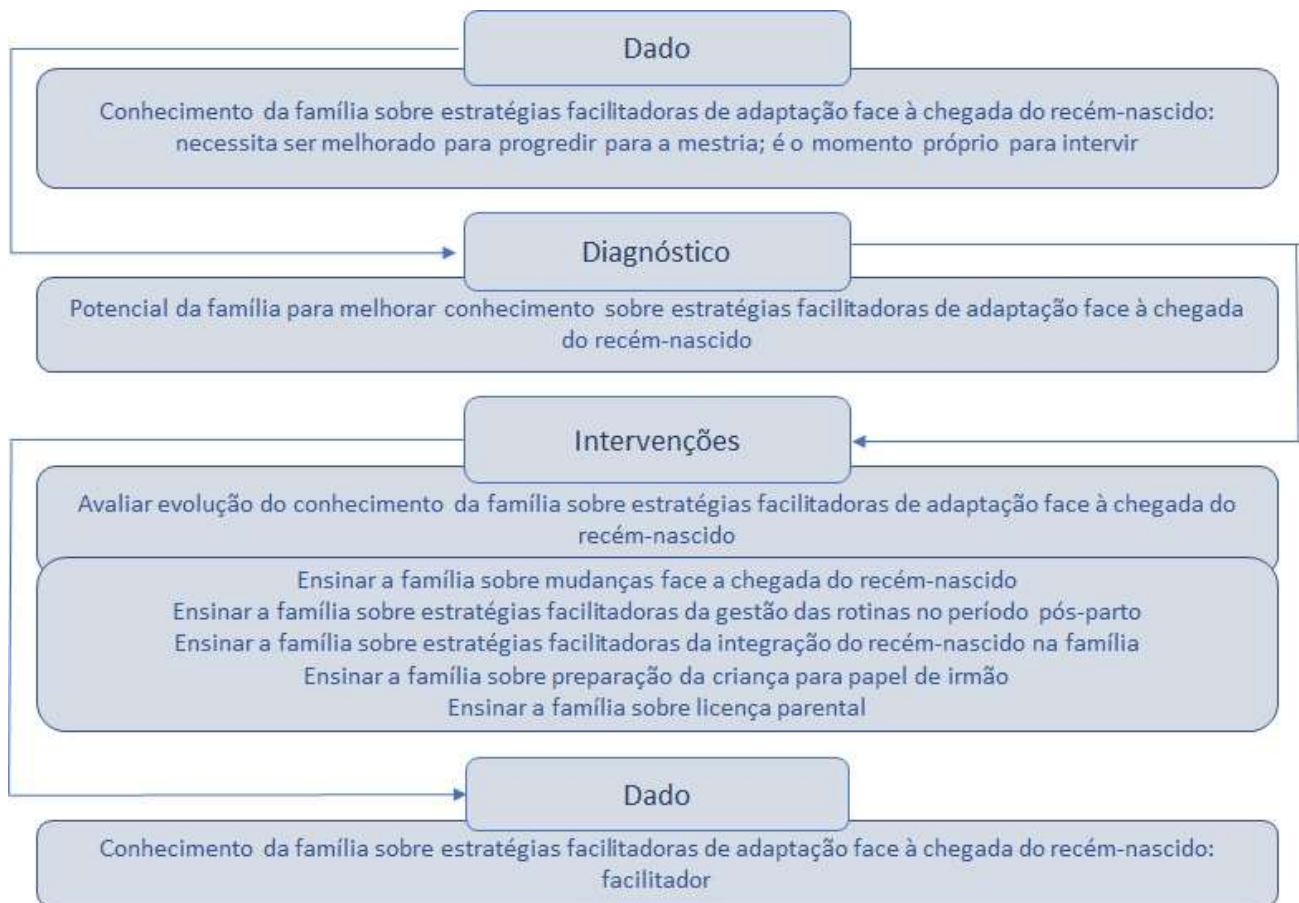 Dado
Conhecimento da família sobre estratégias facilitadoras de adaptação face à chegada do recém-nascido:
necessita ser melhorado para progredir para a mestria; é o momento próprio para intervir
Diagnóstico
Potencial da família para melhorar conhecimento sobre estratégias facilitadoras de adaptação face à chegada
do recém-nascido
Intervenções
Avaliar evolução do conhecimento da família sobre estratégias facilitadoras de adaptação face à chegada do
recém-nascido
Ensinar a família sobre mudanças face a chegada do recém-nascido
Ensinar a família sobre estratégias facilitadoras da gestão das rotinas no período pós-parto
Ensinar a família sobre estratégias facilitadoras da integração do recém-nascido na família
Ensinar a família sobre preparação da criança para papel de irmão
Ensinar a família sobre licença parental
Dado
Conhecimento da família sobre estratégias facilitadoras de adaptação face à chegada do recém-nascido:
facilitador